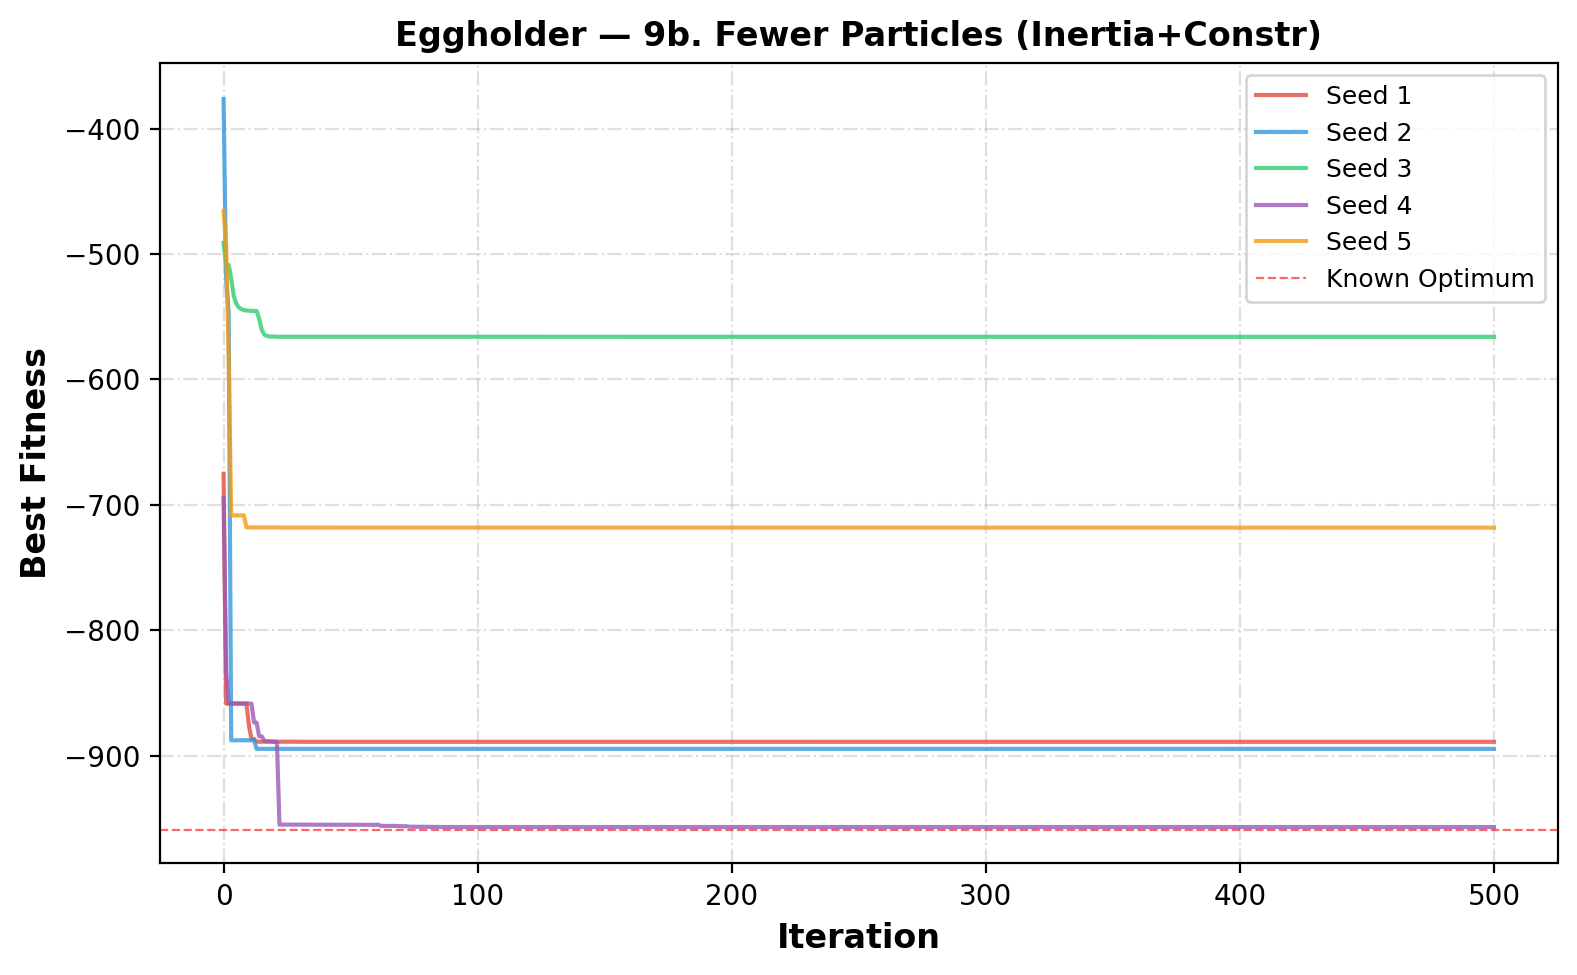 Eggholder — 9b. Fewer Particles (Inertia+Constr)
Seed 1
Seed 2
Seed 3
Seed 4
Seed 5
Known Optimum
Best Fitness
−400
−500
−600
−700
−800
−900
0 100 200 300 400 500
Iteration